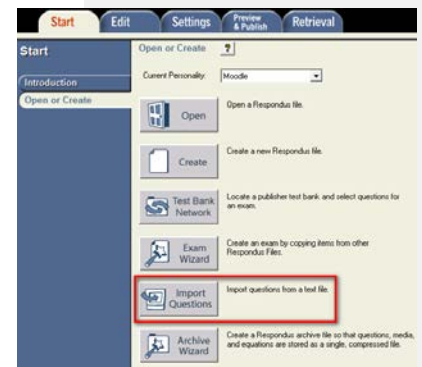 Start
Edit
Settings
Preview
& Publish
Retrieval
Start
Introduction
Open or Create
Open or Create ?
Current Personality: Moodle
Open
Open a Respondus file.
Create
Create a new Respondus file.
Test Bank
Network
Locate a publisher test bank and select questions for
an exam.
Exam
Wizard
Create an exam by copying items from other
Respondus Files.
Import
Questions
Import questions from a text file.
Archive
Wizard
Create a Respondus archive file so that questions, media,
and equations are stored as a single, compressed file.